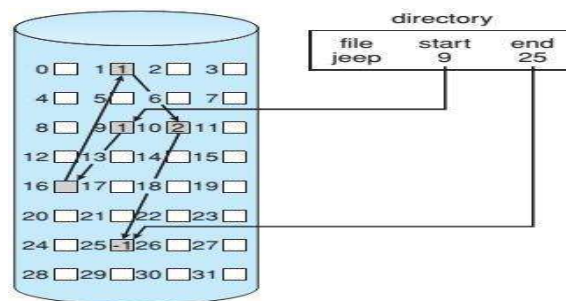 directory
file start end
jeep 9 25
0 1 1 2 3
4 5 6 7
8 9 1 10 2 11
12 13 14 15
16 17 18 19
20 21 22 23
24 25 -1 26 27
28 29 30 31